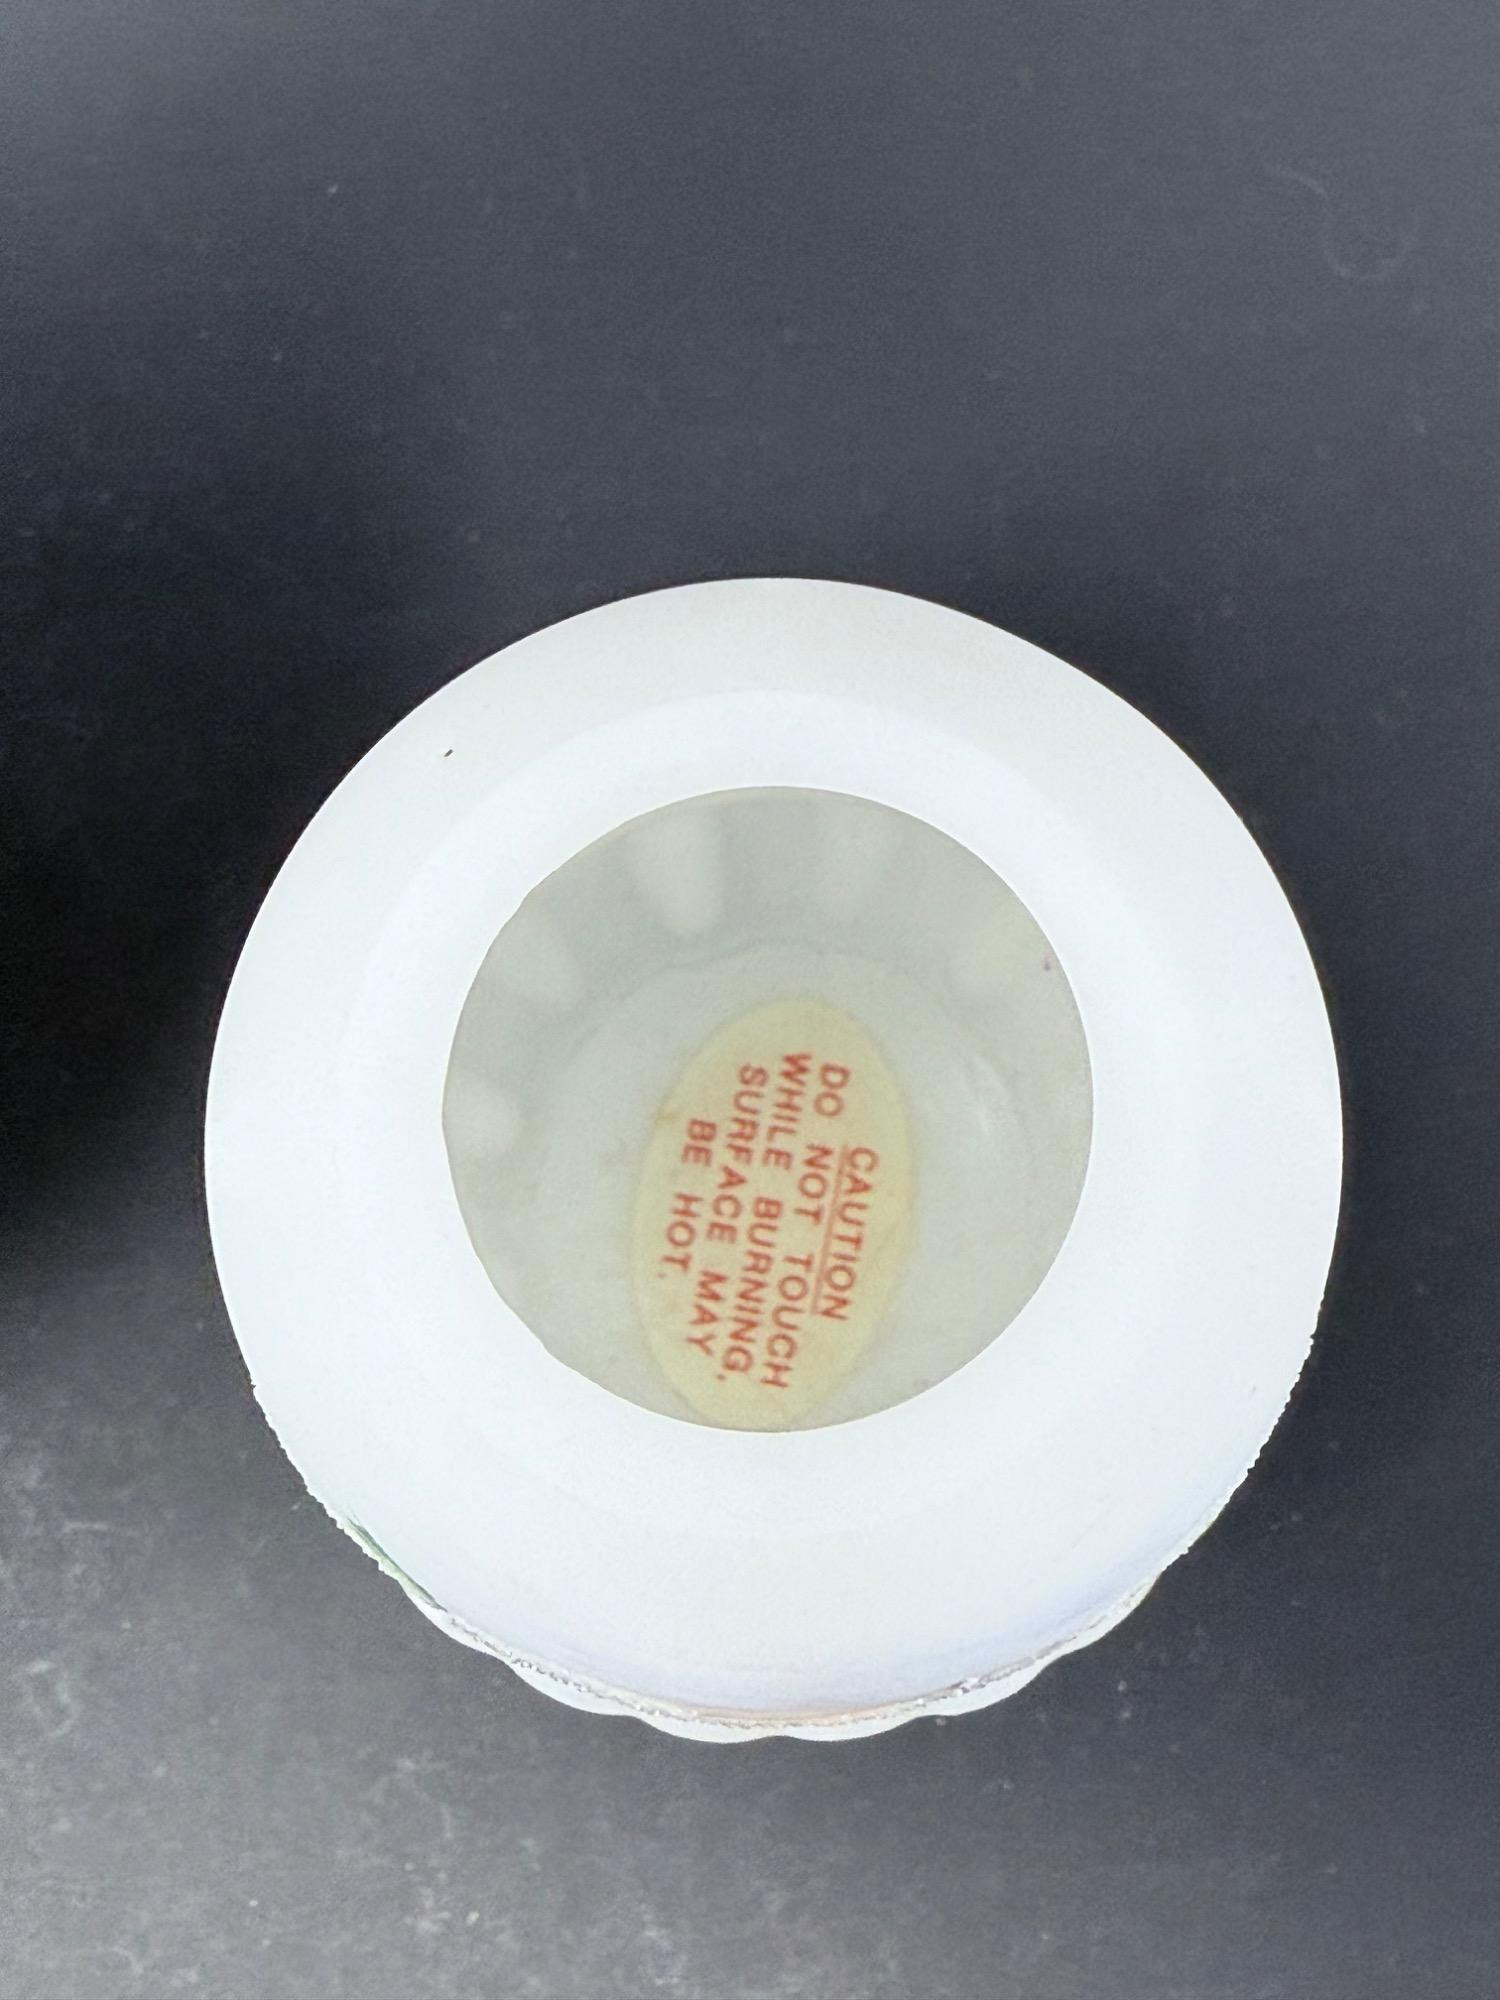 CAUTION
DO NOT TOUCH
WHILE BURNING.
SURFACE MAY
BE HOT.